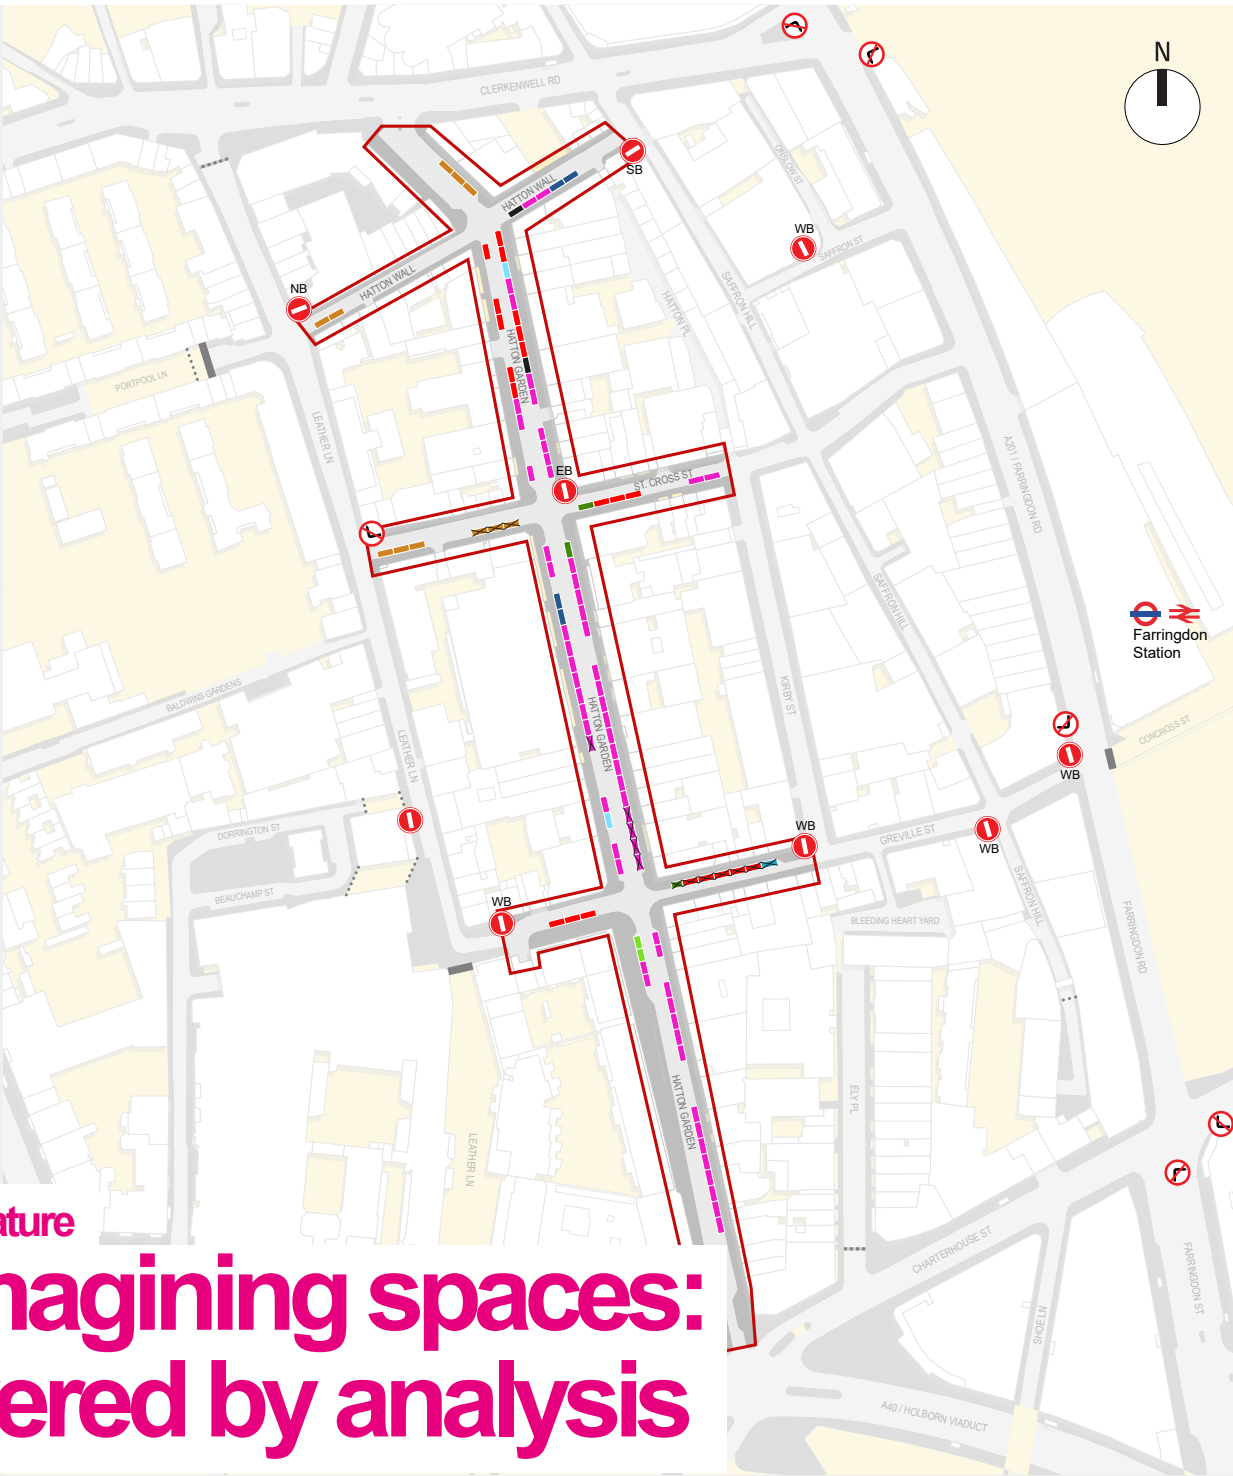 N
CLERKENWELL RD
ONSLOW ST
SB
HATTON WALL
WB
SAFFRON ST
NB
HATTON WALL
HATTON PL
SAFFRON HILL
HATTON GARDEN
PORTPOOL LN
LEATHER LN
A201 / FARRINGDON RD
EB
ST. CROSS ST
SAFFRON HILL
Farringdon
Station
BALDWINS GARDENS
KIRBY ST
HATTON GARDEN
LEATHER LN
CONCROSS ST
WB
DORRINGTON ST
WB
GREVILLE ST
WB
BEAUCHAMP ST
WB
SAFFRON HILL
BLEEDING HEART YARD
FARRINGDON RD
HATTON GARDEN
ELY PL
LEATHER LN
ature
magining spaces:
ered by analysis
CHARTERHOUSE ST
FARRINGDON ST
SHOE LN
A40 / HOLBORN VIADUCT